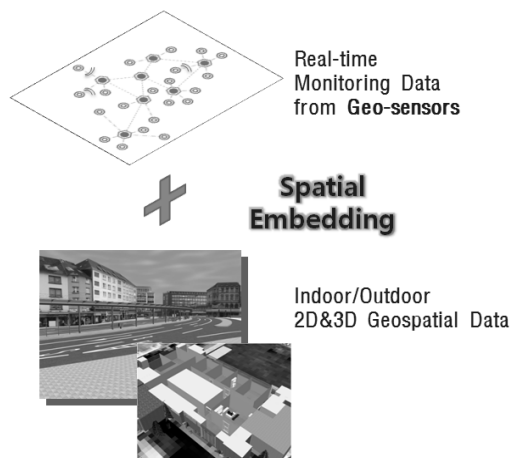 Real-time
Monitoring Data
from Geo-sensors
Spatial
Embedding
Indoor/Outdoor
2D&3D Geospatial Data